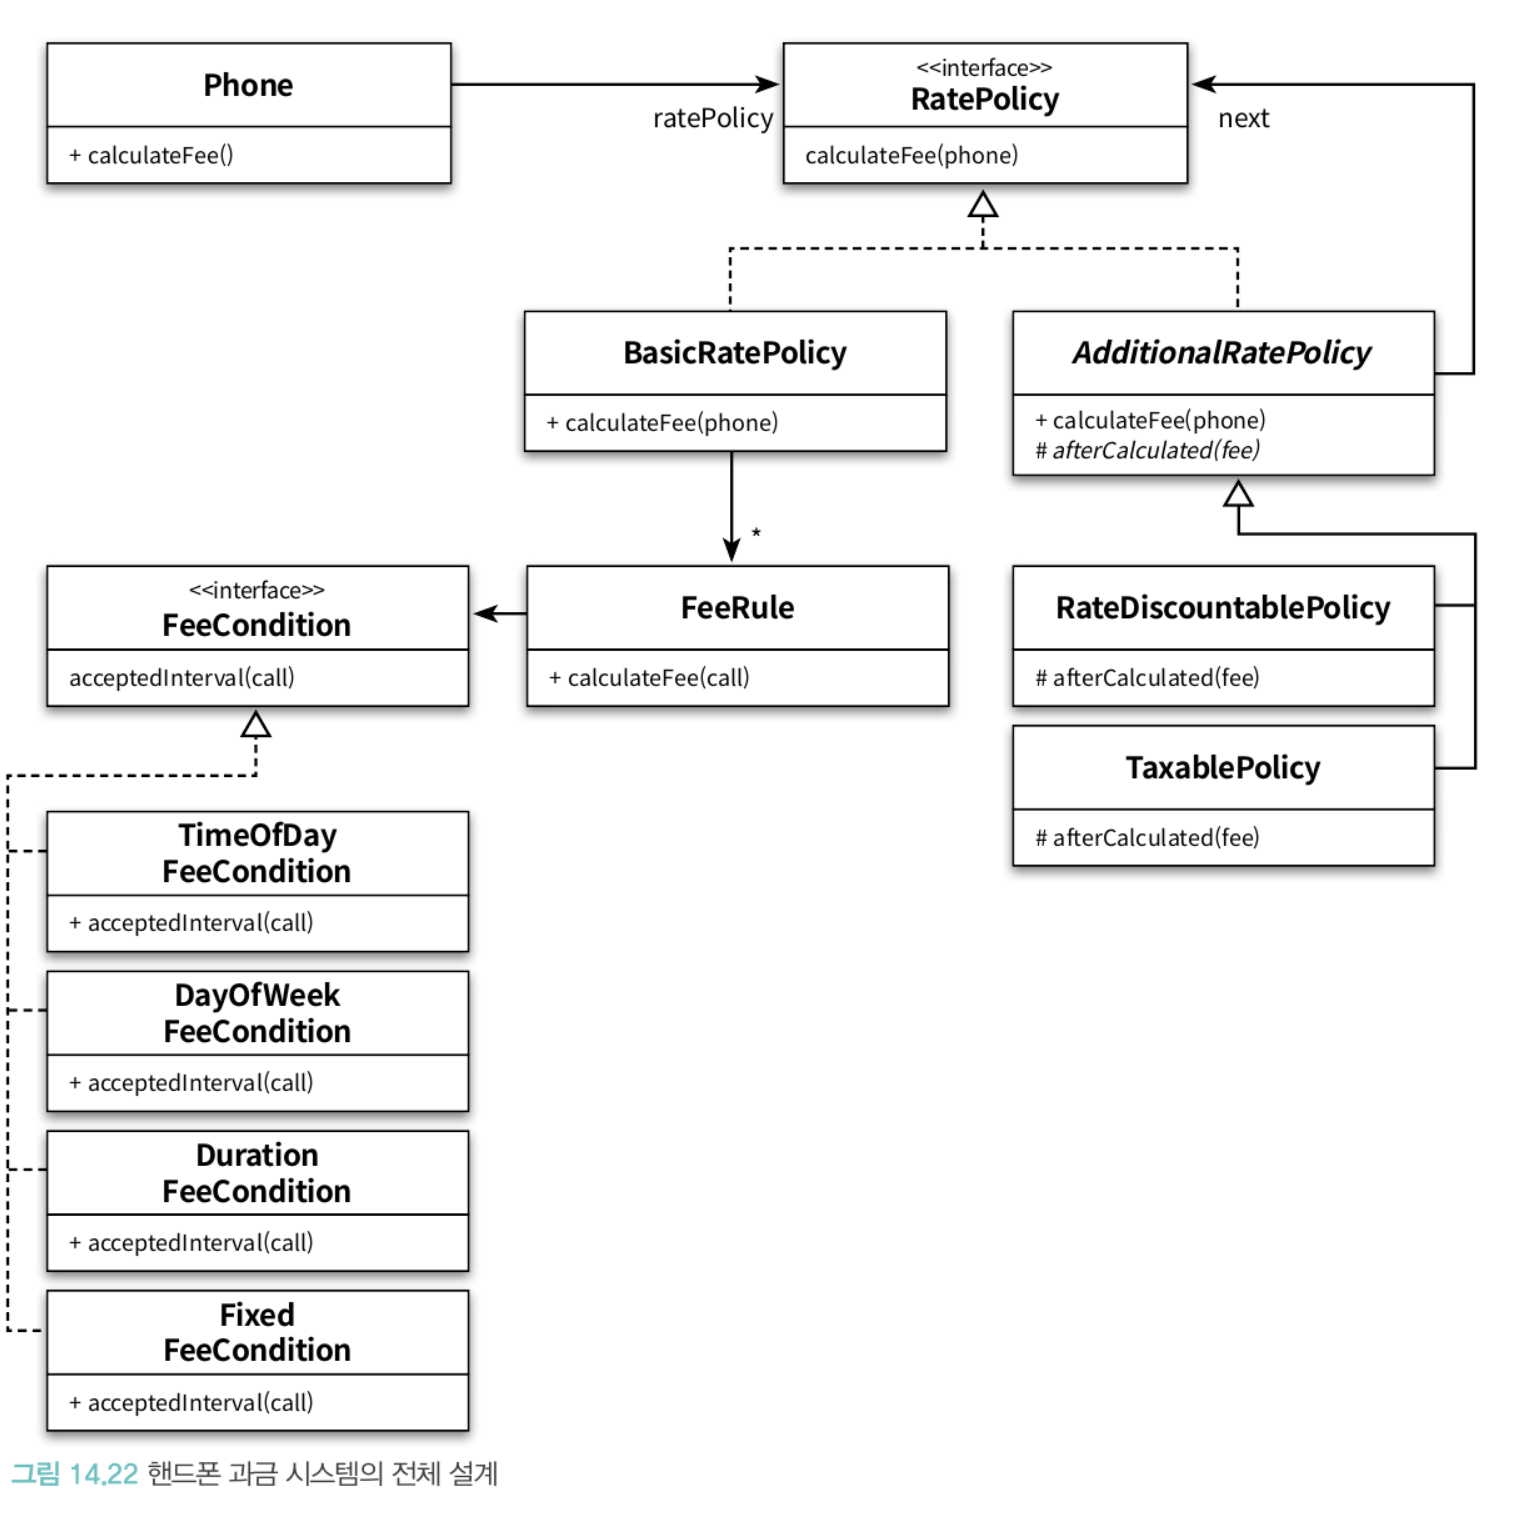 Phone
+ calculateFee()
ratePolicy
<<interface>>
RatePolicy
calculateFee(phone)
next
BasicRatePolicy
+ calculateFee(phone)
AdditionalRatePolicy
+ calculateFee(phone)
# afterCalculated(fee)
*
<<interface>>
FeeCondition
acceptedInterval(call)
FeeRule
+ calculateFee(call)
RateDiscountablePolicy
# afterCalculated(fee)
TaxablePolicy
# afterCalculated(fee)
TimeOfDay
FeeCondition
+ acceptedInterval(call)
DayOfWeek
FeeCondition
+ acceptedInterval(call)
Duration
FeeCondition
+ acceptedInterval(call)
Fixed
FeeCondition
+ acceptedInterval(call)
그림 14.22 핸드폰 과금 시스템의 전체 설계